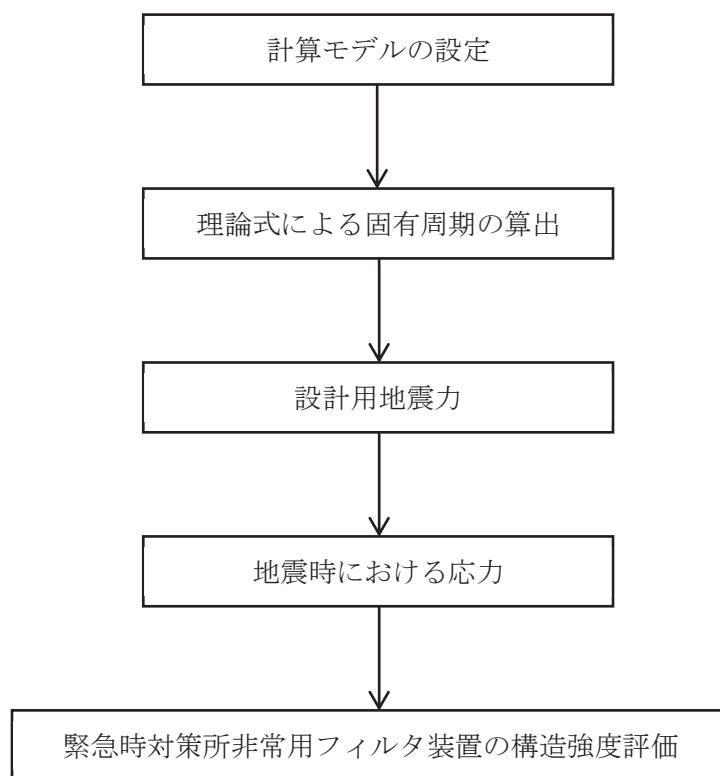 計算モデルの設定
理論式による固有周期の算出
設計用地震力
地震時における応力
緊急時対策所非常用フィルタ装置の構造強度評価